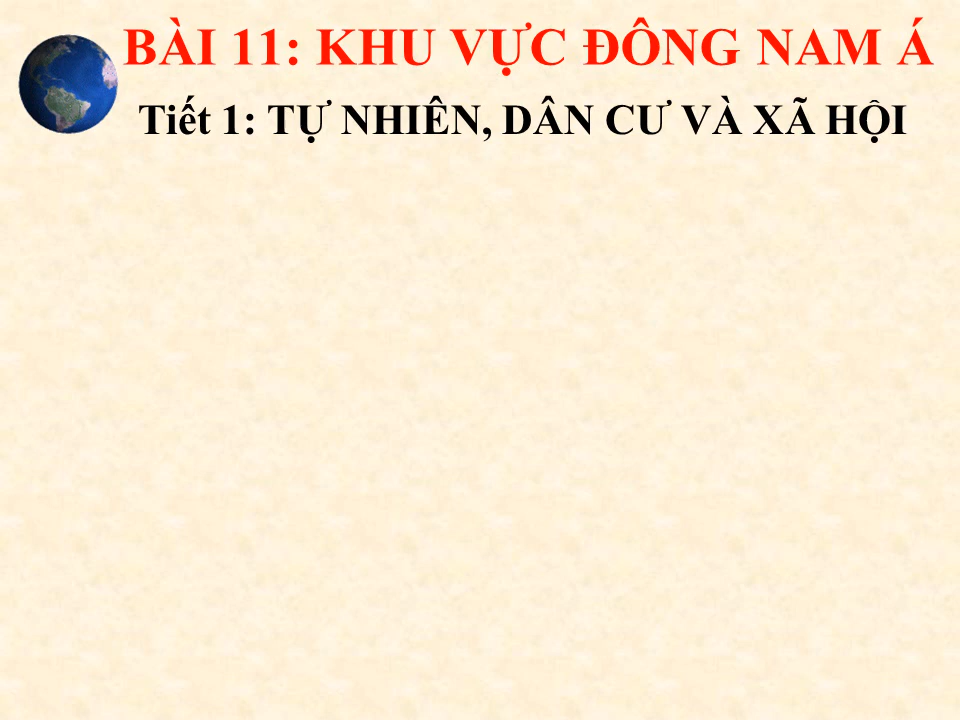 BÀI 11: KHU VỰC ĐÔNG NAM Á
Tiết 1: TỰ NHIÊN, DÂN CƯ VÀ XÃ HỘI